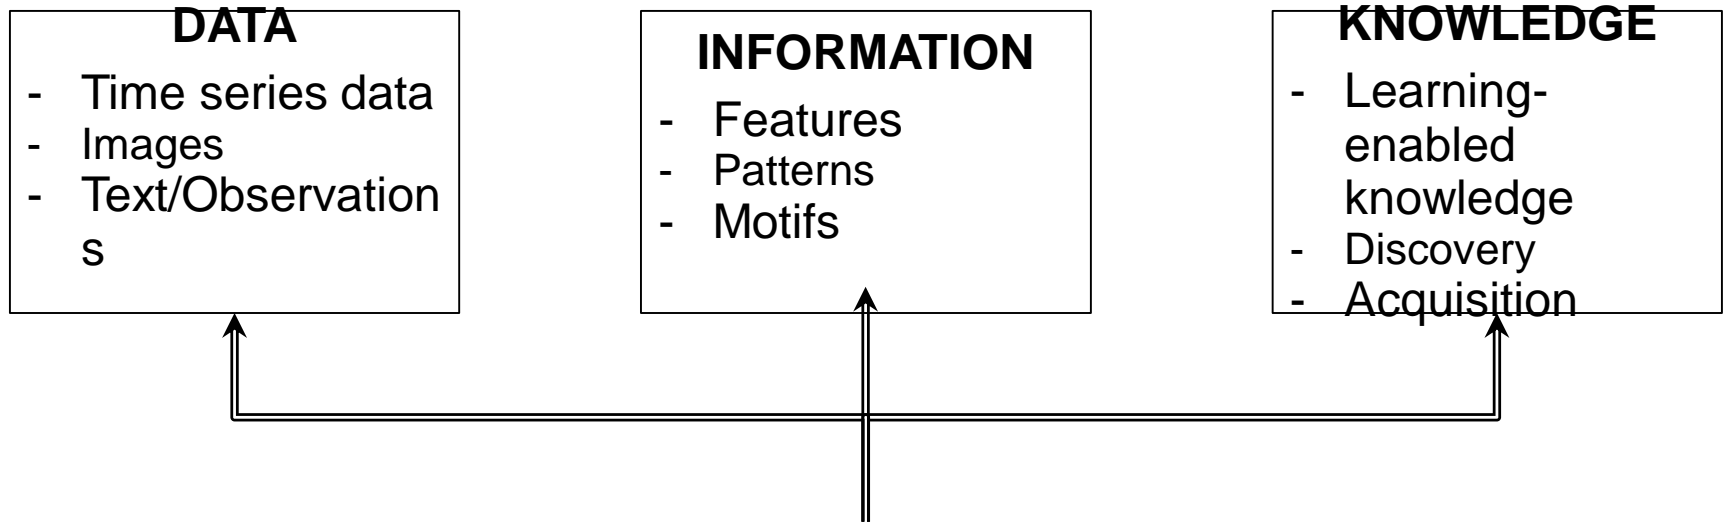 DATA
- Time series data
- Images
- Text/Observation
s
INFORMATION
- Features
- Patterns
- Motifs
KNOWLEDGE
- Learning-
enabled
knowledge
- Discovery
- Acquisition